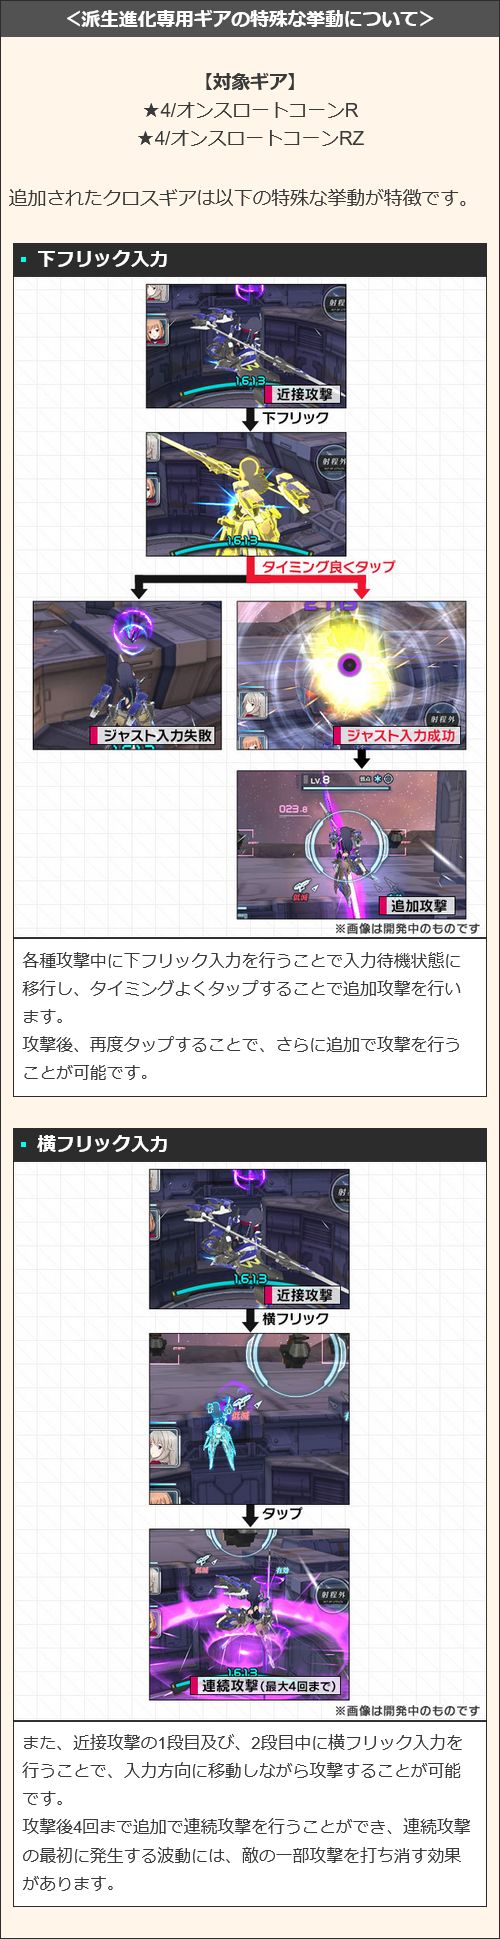 ＜派生進化専用ギアの特殊な挙動について＞
【対象ギア】
★4/オンスロートコーンR
★4/オンスロートコーンRZ
追加されたクロスギアは以下の特殊な挙動が特徴です。
下フリック入力
射程外
1613
近接攻撃
下フリック
射程外
1613
タイミング良くタップ
ジャスト入力失敗
射程外
ジャスト入力成功
LV.8
023.8
低減
追加攻撃
※画像は開発中のものです
各種攻撃中に下フリック入力を行うことで入力待機状態に
移行し、タイミングよくタップすることで追加攻撃を行い
ます。
攻撃後、再度タップすることで、さらに追加で攻撃を行う
ことが可能です。
横フリック入力
1613
近接攻撃
横フリック
低減
タップ
低減
有効
射程外
1613
連続攻撃（最大4回まで）
※画像は開発中のものです
また、近接攻撃の1段目及び、2段目中に横フリック入力を
行うことで、入力方向に移動しながら攻撃することが可能
です。
攻撃後4回まで追加で連続攻撃を行うことができ、連続攻撃
の最初に発生する波動には、敵の一部攻撃を打ち消す効果
があります。